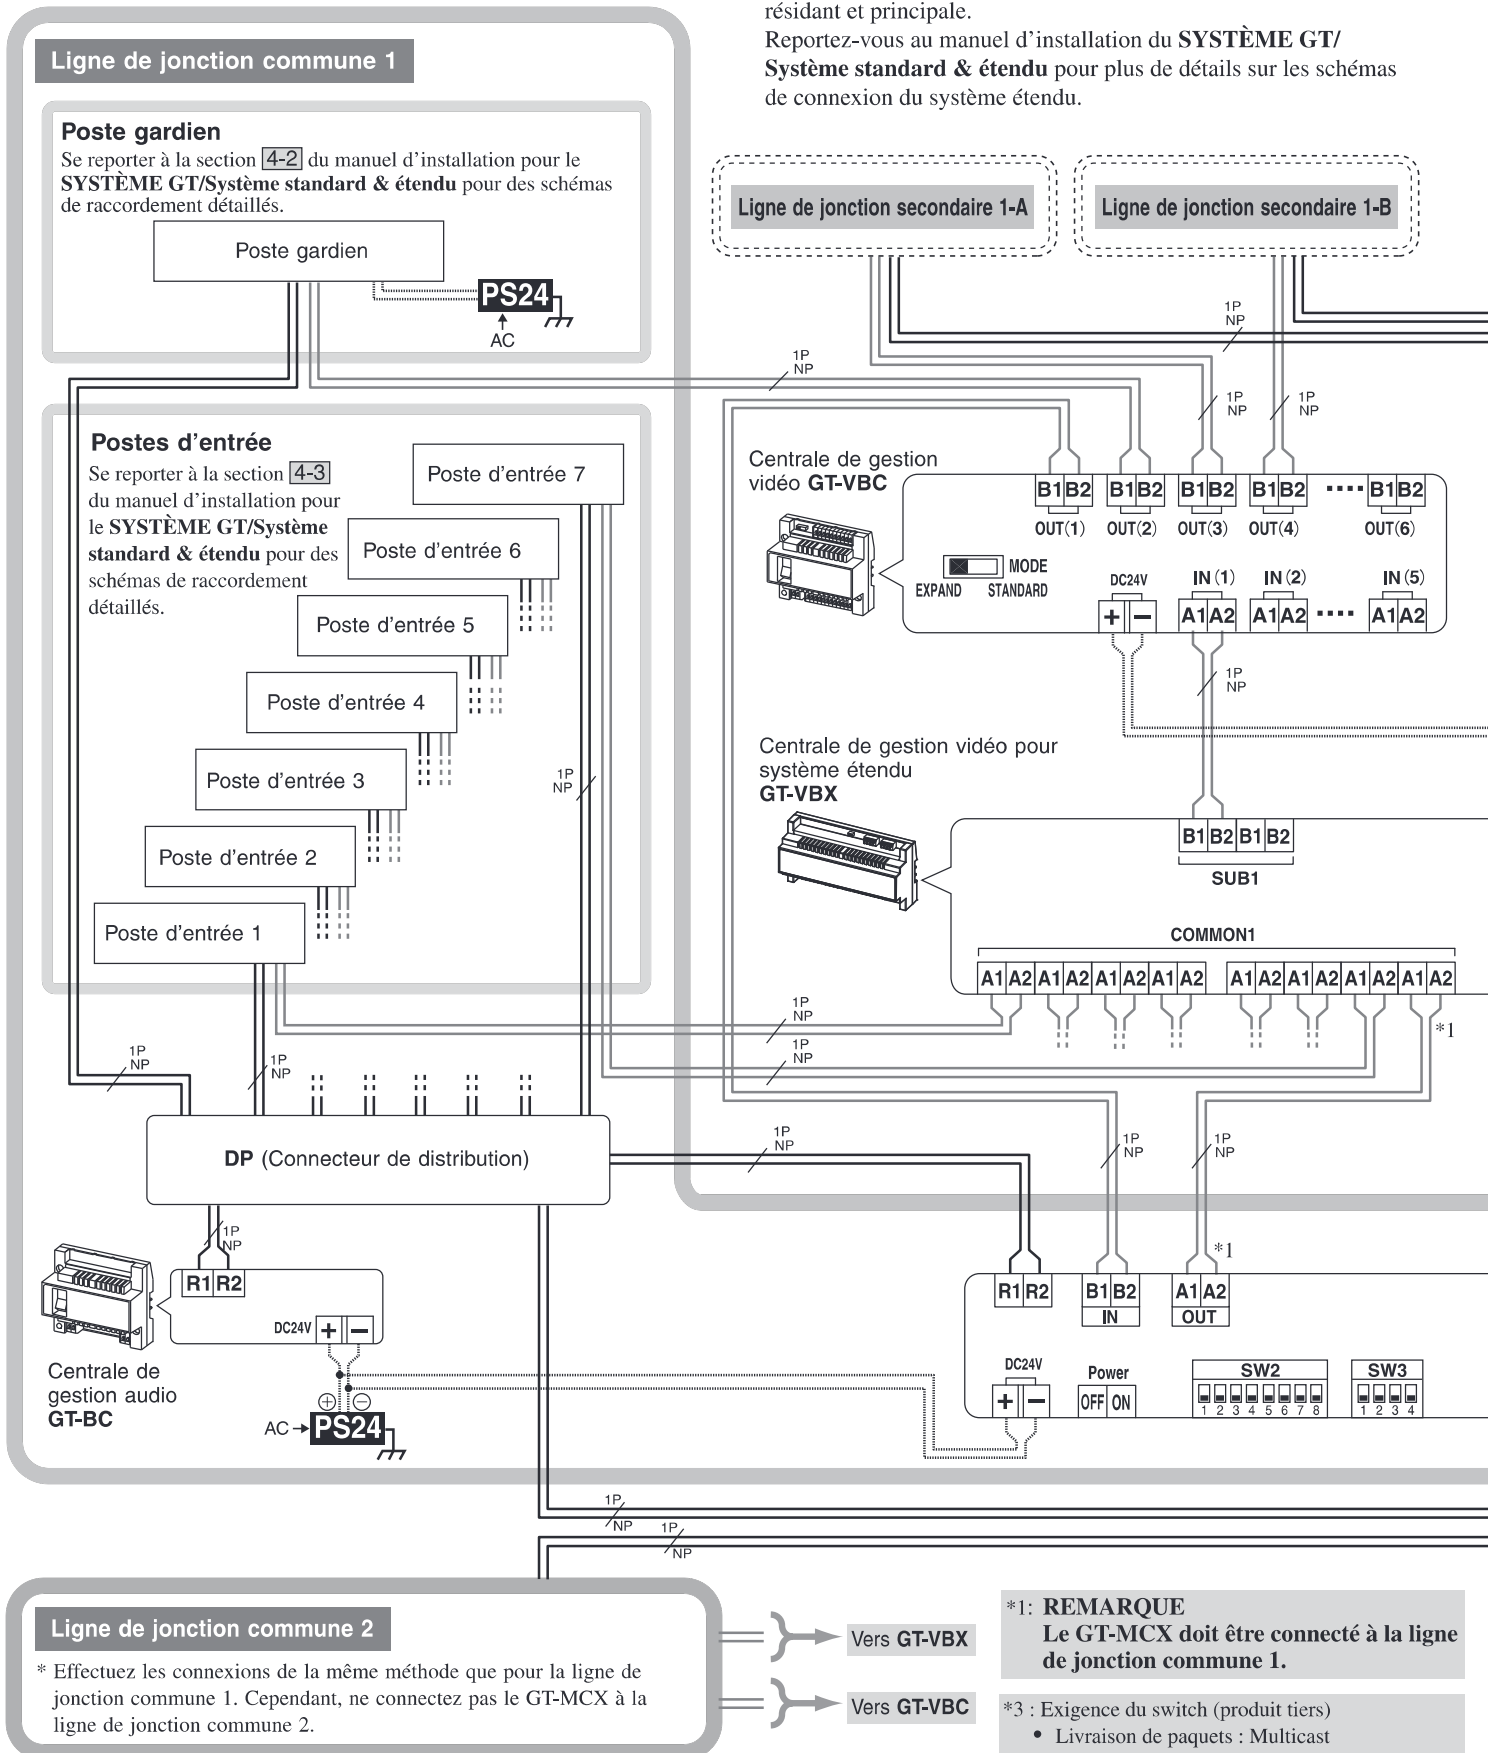 résidant et principale.
Reportez-vous au manuel d'installation du SYSTÈME GT/
Système standard & étendu pour plus de détails sur les schémas
de connexion du système étendu.
Ligne de jonction commune 1
Poste gardien
Se reporter à la section 4-2 du manuel d'installation pour le
SYSTÈME GT/Système standard & étendu pour des schémas
de raccordement détaillés.
Poste gardien
PS24
AC
Ligne de jonction secondaire 1-A
Ligne de jonction secondaire 1-B
1P
NP
1P
NP
1P
NP
1P
NP
Postes d'entrée
Se reporter à la section 4-3
du manuel d'installation pour
le SYSTÈME GT/Système
standard & étendu pour des
schémas de raccordement
détaillés.
Poste d'entrée 7
Poste d'entrée 6
Poste d'entrée 5
Poste d'entrée 4
Poste d'entrée 3
Poste d'entrée 2
Poste d'entrée 1
1P
NP
Centrale de gestion
vidéo GT-VBC
B1 B2 B1 B2 B1 B2 B1 B2 •••• B1 B2
OUT(1) OUT(2) OUT(3) OUT(4) OUT(6)
MODE
EXPAND STANDARD
DC24V
+ −
IN (1) IN (2) IN (5)
A1 A2 A1 A2 •••• A1 A2
1P
NP
Centrale de gestion vidéo pour
système étendu
GT-VBX
B1 B2 B1 B2
SUB1
COMMON1
A1 A2 A1 A2 A1 A2 A1 A2 A1 A2 A1 A2 A1 A2 A1 A2
*1
1P
NP
1P
NP
1P
NP
1P
NP
DP (Connecteur de distribution)
1P
NP
1P
NP
1P
NP
1P
NP
*1
R1 R2
DC24V + −
Centrale de
gestion audio
GT-BC
⊕ ⊖
AC PS24
R1 R2
B1 B2
IN
A1 A2
OUT
DC24V
+ −
Power
OFF ON
SW2
1 2 3 4 5 6 7 8
SW3
1 2 3 4
1P
NP
1P
NP
Ligne de jonction commune 2
* Effectuez les connexions de la même méthode que pour la ligne de
jonction commune 1. Cependant, ne connectez pas le GT-MCX à la
ligne de jonction commune 2.
Vers GT-VBX
Vers GT-VBC
*1: REMARQUE
Le GT-MCX doit être connecté à la ligne
de jonction commune 1.
*3 : Exigence du switch (produit tiers)
• Livraison de paquets : Multicast